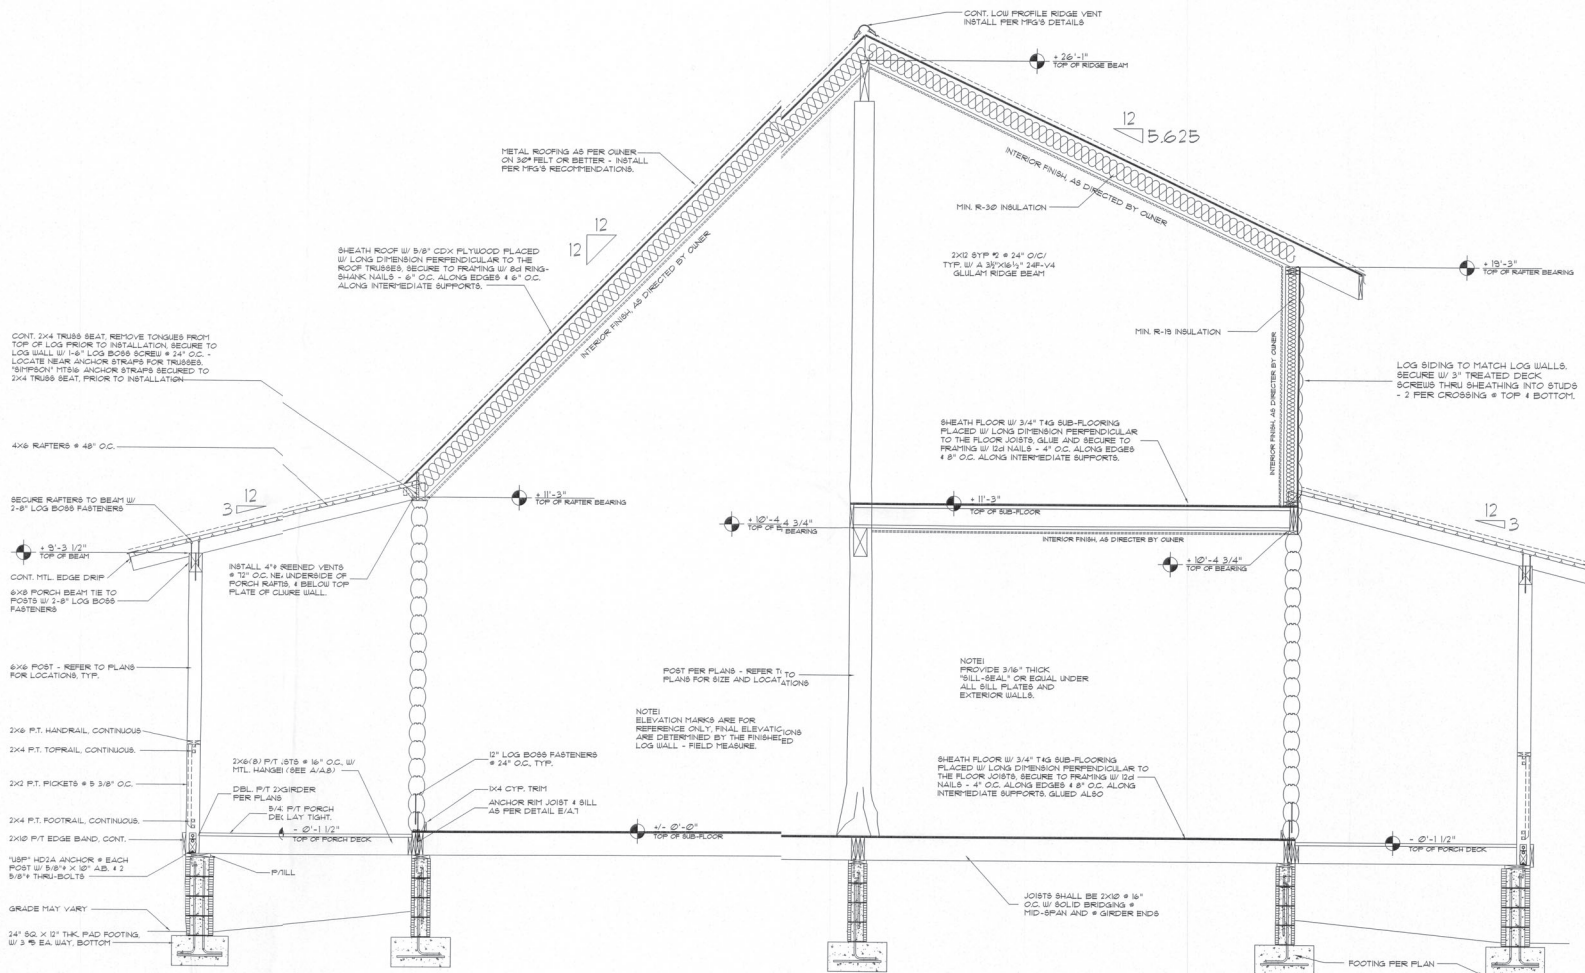 CONT. LOW PROFILE RIDGE VENT
INSTALL PER MFG'S DETAILS
+ 26'-1"
TOP OF RIDGE BEAM
12
5.625
METAL ROOFING AS PER OWNER
ON 30# FELT OR BETTER - INSTALL
PER MFG'S RECOMMENDATIONS.
INTERIOR FINISH, AS DIRECTED BY OWNER
MIN. R-30 INSULATION
12
12
SHEATH ROOF W/ 5/8" CDX PLYWOOD PLACED
W/ LONG DIMENSION PERPENDICULAR TO THE
ROOF TRUSSES, SECURE TO FRAMING W/ 8d RING-
SHANK NAILS - 6" O.C. ALONG EDGES & 6" O.C.
ALONG INTERMEDIATE SUPPORTS.
INTERIOR FINISH, AS DIRECTED BY OWNER
2X12 SYP #2 @ 24" O/C/
TYP. W/ A 3½"X16½" 24F-V4
GLULAM RIDGE BEAM
+ 19'-3"
TOP OF RAFTER BEARING
MIN. R-19 INSULATION
INTERIOR FINISH, AS DIRECTER BY OWNER
CONT. 2X4 TRUSS SEAT, REMOVE TONGUES FROM
TOP OF LOG PRIOR TO INSTALLATION, SECURE TO
LOG WALL W/ 1-6" LOG BOSS SCREW @ 24" O.C. -
LOCATE NEAR ANCHOR STRAPS FOR TRUSSES.
"SIMPSON" MTS16 ANCHOR STRAPS SECURED TO
2X4 TRUSS SEAT, PRIOR TO INSTALLATION
LOG SIDING TO MATCH LOG WALLS.
SECURE W/ 3" TREATED DECK
SCREWS THRU SHEATHING INTO STUDS
- 2 PER CROSSING @ TOP & BOTTOM.
4X6 RAFTERS @ 48" O.C.
SHEATH FLOOR W/ 3/4" T&G SUB-FLOORING
PLACED W/ LONG DIMENSION PERPENDICULAR
TO THE FLOOR JOISTS, GLUE AND SECURE TO
FRAMING W/ 12d NAILS - 4" O.C. ALONG EDGES
& 8" O.C. ALONG INTERMEDIATE SUPPORTS.
SECURE RAFTERS TO BEAM W/
2-8" LOG BOSS FASTENERS
12
3
+ 11'-3"
TOP OF RAFTER BEARING
+ 11'-3"
TOP OF SUB-FLOOR
12
3
+ 10'-4 3/4"
BEARING
INTERIOR FINISH, AS DIRECTER BY OWNER
+ 10'-4 3/4"
TOP OF BEARING
+ 9'-3 1/2"
TOP OF BEAM
CONT. MTL. EDGE DRIP
6X8 PORCH BEAM TIE TO
POSTS W/ 2-8" LOG BOSS
FASTENERS
INSTALL 4"
VENTS
@ 72" O.C. UNDERSIDE OF
PORCH & BELOW TOP
PLATE OF WALL.
6X6 POST - REFER TO PLANS
FOR LOCATIONS, TYP.
POST PER PLANS - REFER TO
PLANS FOR SIZE AND LOCATIONS
NOTE:
PROVIDE 3/16" THICK
"SILL-SEAL" OR EQUAL UNDER
ALL SILL PLATES AND
EXTERIOR WALLS.
NOTE:
ELEVATION MARKS ARE FOR
REFERENCE ONLY, FINAL ELEVATIONS
ARE DETERMINED BY THE FINISHED
LOG WALL - FIELD MEASURE.
2X6 P.T. HANDRAIL, CONTINUOUS
2X4 P.T. TOPRAIL, CONTINUOUS.
2X2 P.T. PICKETS @ 5 3/8" O.C.
2X4 P.T. FOOTRAIL, CONTINUOUS.
2X10 P/T EDGE BAND, CONT.
2X6(8) P/T @ 16" O.C. W/
MTL. (SEE A/A8)
DBL. P/T GIRDER
PER PLANS
5/4 P/T PORCH
LAY TIGHT.
12" LOG BOSS FASTENERS
@ 24" O.C., TYP.
1X4 CYP. TRIM
ANCHOR RIM JOIST & SILL
AS PER DETAIL E/A.7
SHEATH FLOOR W/ 3/4" T&G SUB-FLOORING
PLACED W/ LONG DIMENSION PERPENDICULAR TO
THE FLOOR JOISTS, SECURE TO FRAMING W/ 12d
NAILS - 4" O.C. ALONG EDGES & 8" O.C. ALONG
INTERMEDIATE SUPPORTS. GLUED ALSO
- 0'-1 1/2"
TOP OF PORCH DECK
+/- 0'-0"
TOP OF SUB-FLOOR
- 0'-1 1/2"
TOP OF PORCH DECK
"USP" HD2A ANCHOR @ EACH
POST W/ 5/8"φ X 10" A.B. & 2
5/8"φ THRU-BOLTS
GRADE MAY VARY
24" SQ. X 12" THK. PAD FOOTING
W/ 3 #5 EA. WAY, BOTTOM
JOISTS SHALL BE 2X10 @ 16"
O.C. W/ SOLID BRIDGING @
MID-SPAN AND @ GIRDER ENDS
FOOTING PER PLAN